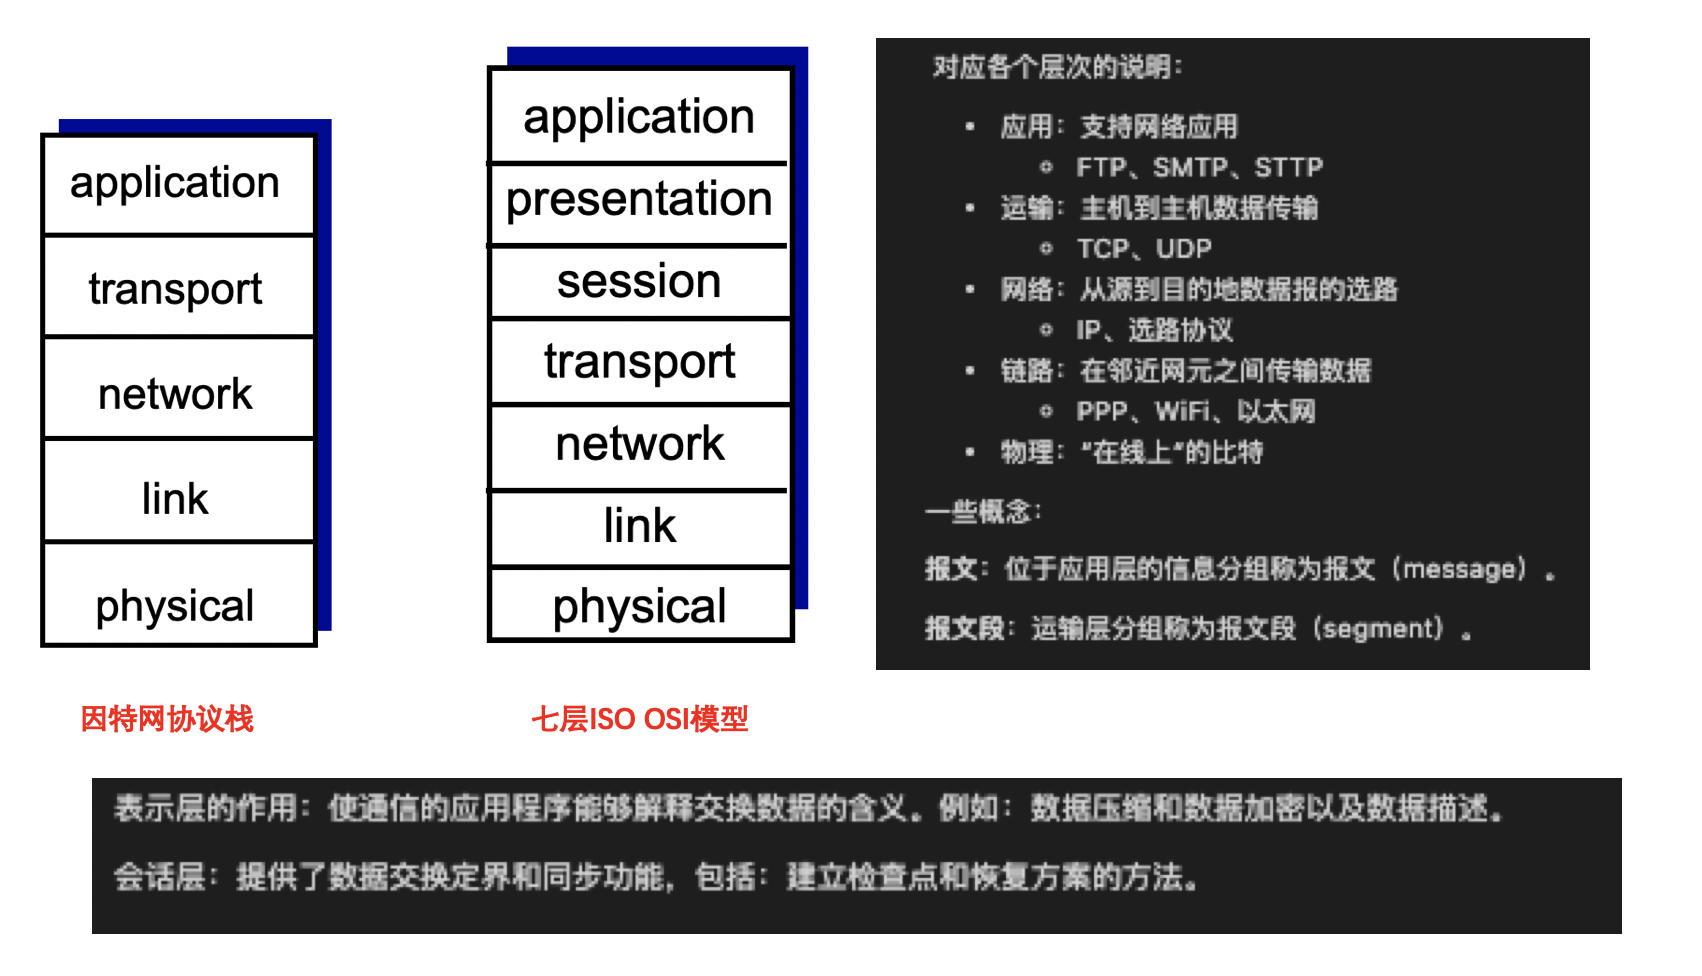 application
transport
network
link
physical
因特网协议栈
application
presentation
session
transport
network
link
physical
七层ISO OSI模型
对应各个层次的说明：
• 应用：支持网络应用
FTP、SMTP、STTP
• 运输：主机到主机数据传输
TCP、UDP
• 网络：从源到目的地数据报的选路
IP、选路协议
• 链路：在邻近网元之间传输数据
PPP、WiFi、以太网
• 物理：“在线上”的比特
一些概念：
报文：位于应用层的信息分组称为报文（message）。
报文段：运输层分组称为报文段（segment）。
表示层的作用：使通信的应用程序能够解释交换数据的含义。例如：数据压缩和数据加密以及数据描述。
会话层：提供了数据交换定界和同步功能，包括：建立检查点和恢复方案的方法。